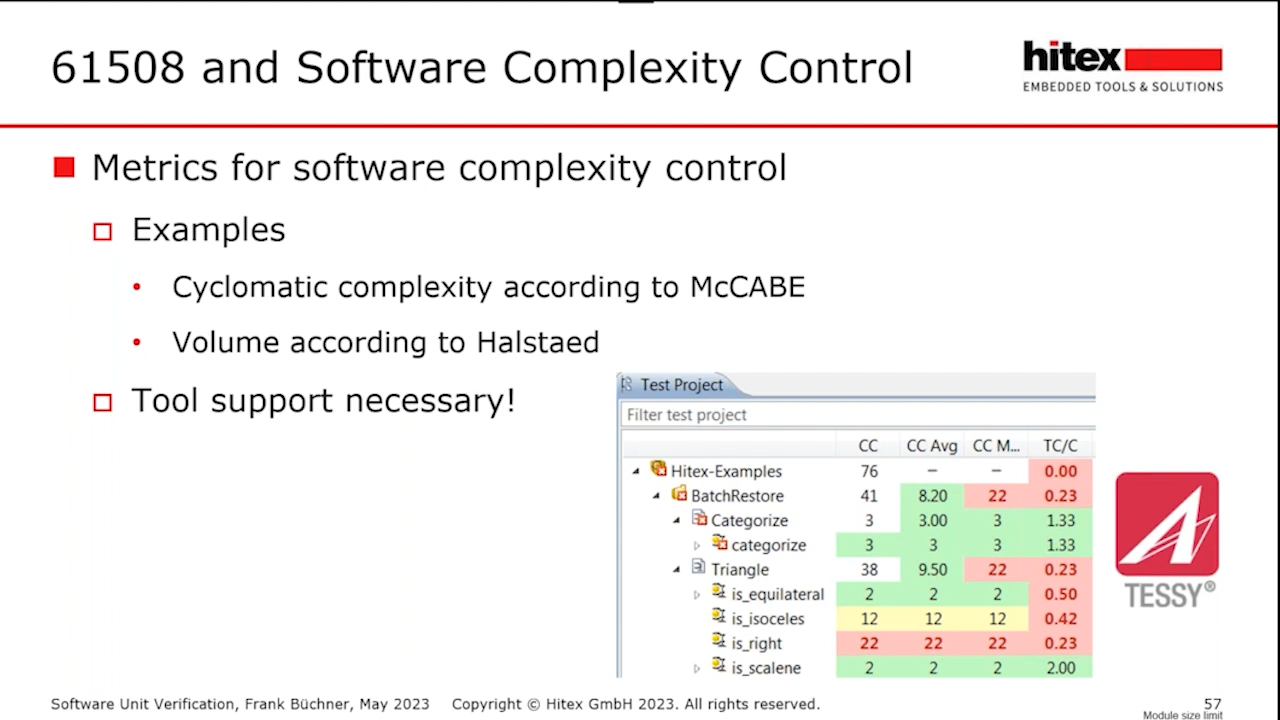 61508 and Software Complexity Control
hitex
EMBEDDED TOOLS & SOLUTIONS
Metrics for software complexity control
Examples
Cyclomatic complexity according to McCABE
Volume according to Halstaed
Tool support necessary!
Test Project
Filter test project
CC CC Avg CC M... TC/C
Hitex-Examples 76 – – 0.00
BatchRestore 41 8.20 22 0.23
Categorize 3 3.00 3 1.33
categorize 3 3 3 1.33
Triangle 38 9.50 22 0.23
is_equilateral 2 2 2 0.50
is_isoceles 12 12 12 0.42
is_right 22 22 22 0.23
is_scalene 2 2 2 2.00
TESSY®
Software Unit Verification, Frank Büchner, May 2023 Copyright © Hitex GmbH 2023. All rights reserved. 57
Module size limit